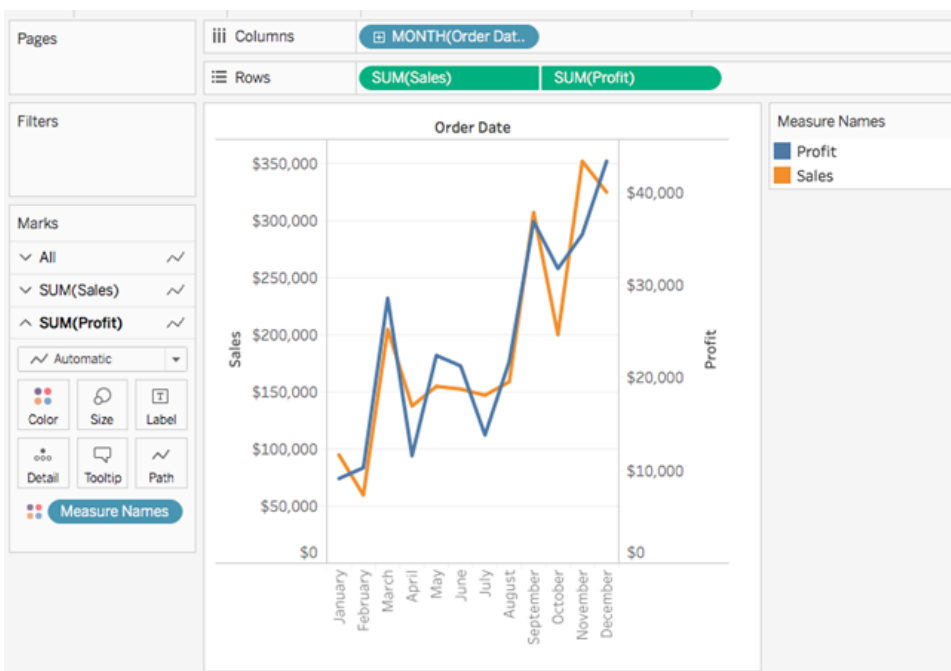 Pages
Columns
MONTH(Order Dat..
Rows
SUM(Sales)
SUM(Profit)
Filters
Marks
All
SUM(Sales)
SUM(Profit)
Automatic
Color
Size
Label
Detail
Tooltip
Path
Measure Names
Order Date
Sales
$350,000
$300,000
$250,000
$200,000
$150,000
$100,000
$50,000
$0
Profit
$40,000
$30,000
$20,000
$10,000
$0
January
February
March
April
May
June
July
August
September
October
November
December
Measure Names
Profit
Sales